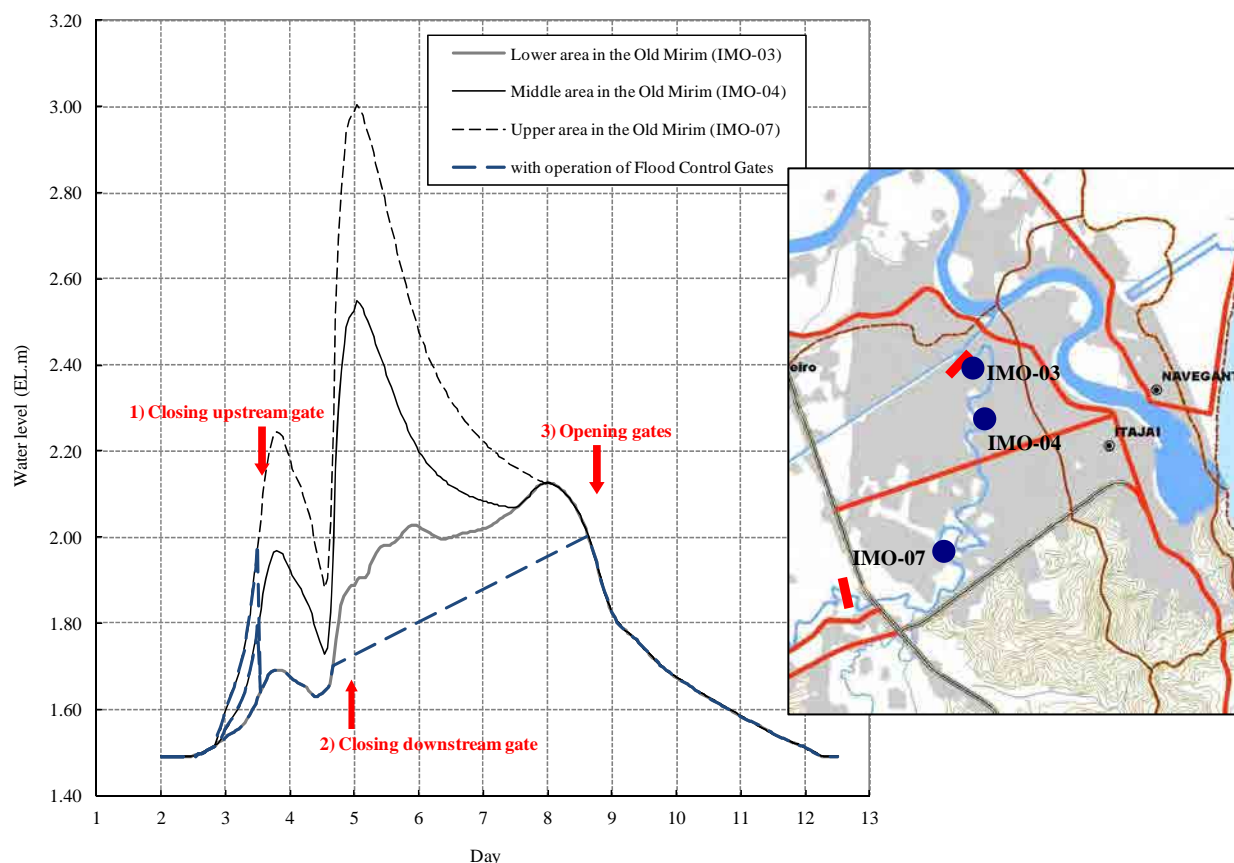 3.20
3.00
2.80
2.60
2.40
2.20
2.00
1.80
1.60
1.40
Water level (EL.m)
Lower area in the Old Mirim (IMO-03)
Middle area in the Old Mirim (IMO-04)
Upper area in the Old Mirim (IMO-07)
with operation of Flood Control Gates
1) Closing upstream gate
3) Opening gates
2) Closing downstream gate
1 2 3 4 5 6 7 8 9 10 11 12 13
Day
eiro
IMO-03
NAVEGANT
IMO-04
ITAJAI
IMO-07